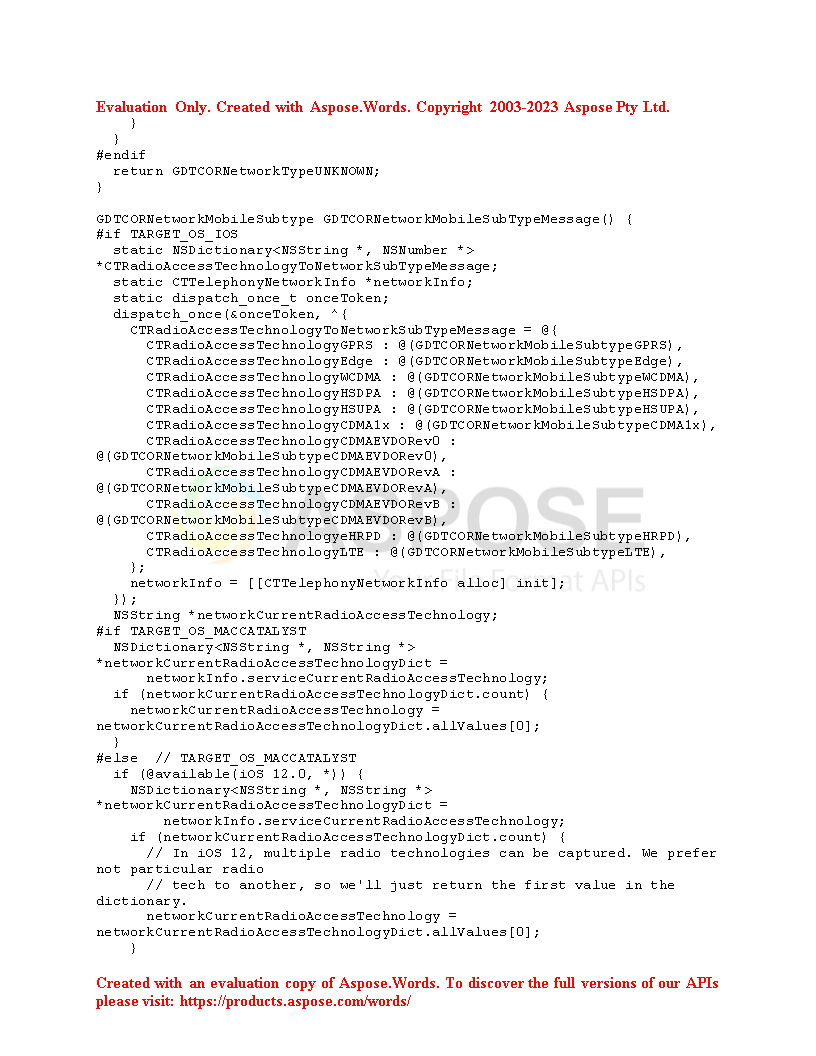 Evaluation Only. Created with Aspose.Words. Copyright 2003-2023 Aspose Pty Ltd.
    }
  }
#endif
  return GDTCORNetworkTypeUNKNOWN;
}

GDTCORNetworkMobileSubtype GDTCORNetworkMobileSubTypeMessage() {
#if TARGET_OS_IOS
  static NSDictionary<NSString *, NSNumber *>
*CTRadioAccessTechnologyToNetworkSubTypeMessage;
  static CTTelephonyNetworkInfo *networkInfo;
  static dispatch_once_t onceToken;
  dispatch_once(&onceToken, ^{
    CTRadioAccessTechnologyToNetworkSubTypeMessage = @{
      CTRadioAccessTechnologyGPRS : @(GDTCORNetworkMobileSubtypeGPRS),
      CTRadioAccessTechnologyEdge : @(GDTCORNetworkMobileSubtypeEdge),
      CTRadioAccessTechnologyWCDMA : @(GDTCORNetworkMobileSubtypeWCDMA),
      CTRadioAccessTechnologyHSDPA : @(GDTCORNetworkMobileSubtypeHSDPA),
      CTRadioAccessTechnologyHSUPA : @(GDTCORNetworkMobileSubtypeHSUPA),
      CTRadioAccessTechnologyCDMA1x : @(GDTCORNetworkMobileSubtypeCDMA1x),
      CTRadioAccessTechnologyCDMAEVDORev0 :
@(GDTCORNetworkMobileSubtypeCDMAEVDORev0),
      CTRadioAccessTechnologyCDMAEVDORevA :
@(GDTCORNetworkMobileSubtypeCDMAEVDORevA),
      CTRadioAccessTechnologyCDMAEVDORevB :
@(GDTCORNetworkMobileSubtypeCDMAEVDORevB),
      CTRadioAccessTechnologyeHRPD : @(GDTCORNetworkMobileSubtypeHRPD),
      CTRadioAccessTechnologyLTE : @(GDTCORNetworkMobileSubtypeLTE),
    };
    networkInfo = [[CTTelephonyNetworkInfo alloc] init];
  });
  NSString *networkCurrentRadioAccessTechnology;
#if TARGET_OS_MACCATALYST
  NSDictionary<NSString *, NSString *>
*networkCurrentRadioAccessTechnologyDict =
      networkInfo.serviceCurrentRadioAccessTechnology;
  if (networkCurrentRadioAccessTechnologyDict.count) {
    networkCurrentRadioAccessTechnology =
networkCurrentRadioAccessTechnologyDict.allValues[0];
  }
#else  // TARGET_OS_MACCATALYST
  if (@available(iOS 12.0, *)) {
    NSDictionary<NSString *, NSString *>
*networkCurrentRadioAccessTechnologyDict =
        networkInfo.serviceCurrentRadioAccessTechnology;
    if (networkCurrentRadioAccessTechnologyDict.count) {
      // In iOS 12, multiple radio technologies can be captured. We prefer
not particular radio
      // tech to another, so we'll just return the first value in the
dictionary.
      networkCurrentRadioAccessTechnology =
networkCurrentRadioAccessTechnologyDict.allValues[0];
    }
ASPOSE
Your File Format APIs
Created with an evaluation copy of Aspose.Words. To discover the full versions of our APIs
please visit: https://products.aspose.com/words/